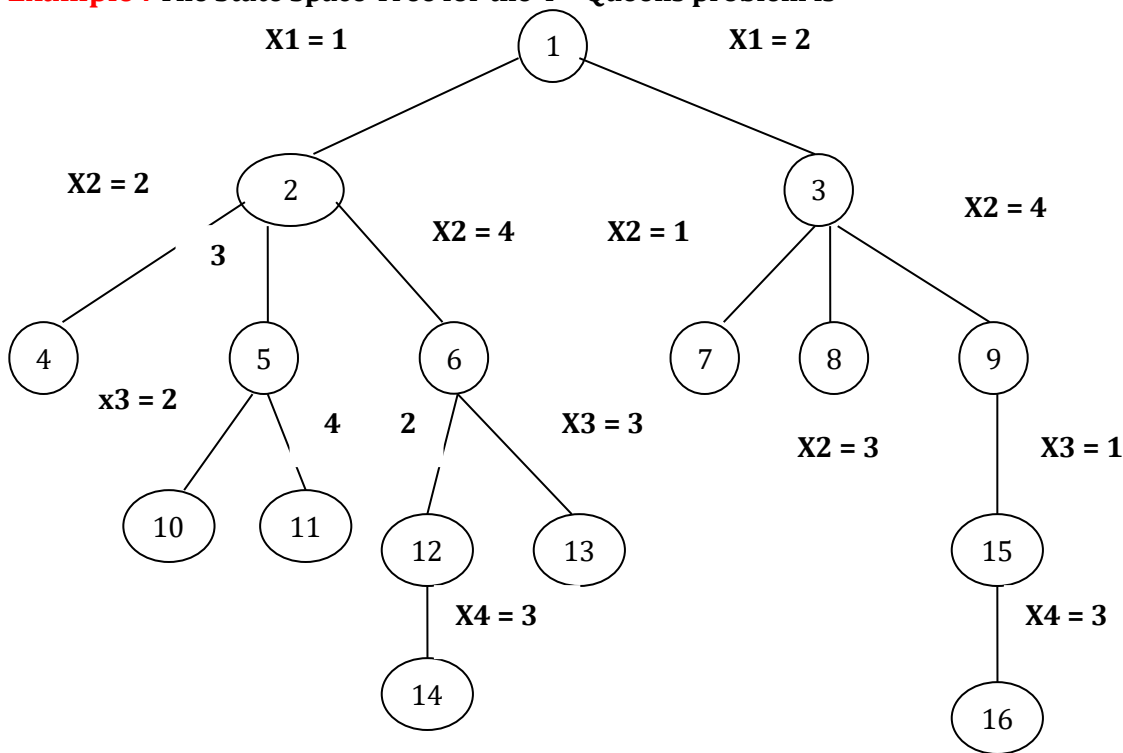 Example : The state space Tree for the 4 – Queens problem is
X1 = 1
1
X1 = 2
X2 = 2
2
3
X2 = 4
3
X2 = 4
X2 = 1
4
5
6
7
8
9
x3 = 2
4
2
X3 = 3
X2 = 3
X3 = 1
10
11
12
13
15
X4 = 3
X4 = 3
14
16